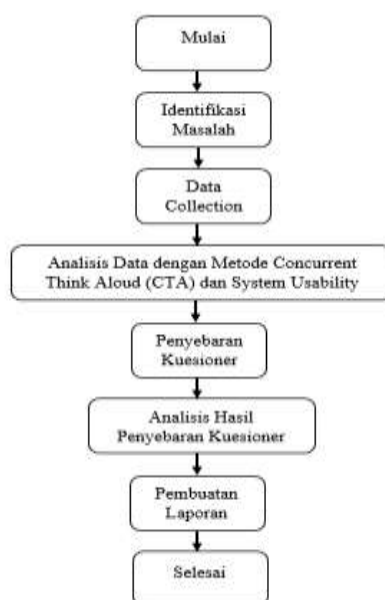 Mulai
Identifikasi
Masalah
Data
Collection
Analisis Data dengan Metode Concurrent
Think Aloud (CTA) dan System Usability
Penyebaran
Kuesioner
Analisis Hasil
Penyebaran Kuesioner
Pembuatan
Laporan
Selesai